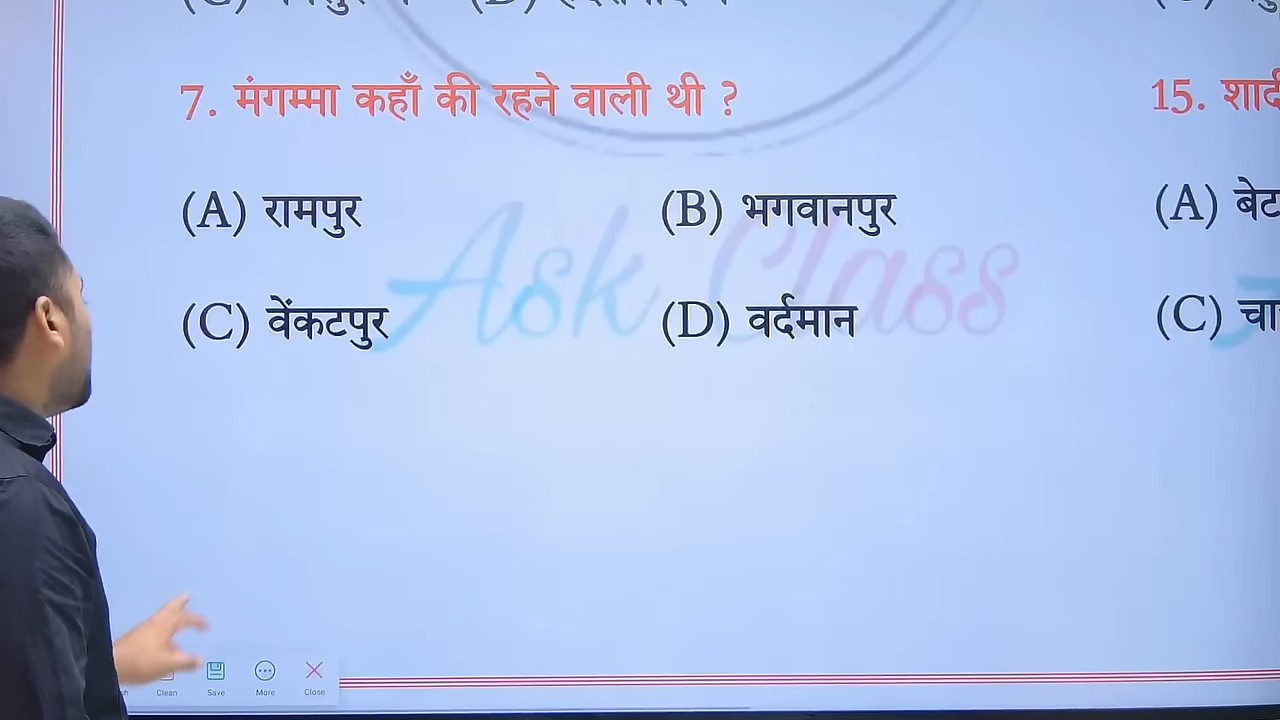 7. मंगम्मा कहाँ की रहने वाली थी ?
(A) रामपुर (B) भगवानपुर
(C) वेंकटपुर (D) वर्दमान
15. शादी
(A) बेट
(C) चा
Ask Class
Clean Save More Close